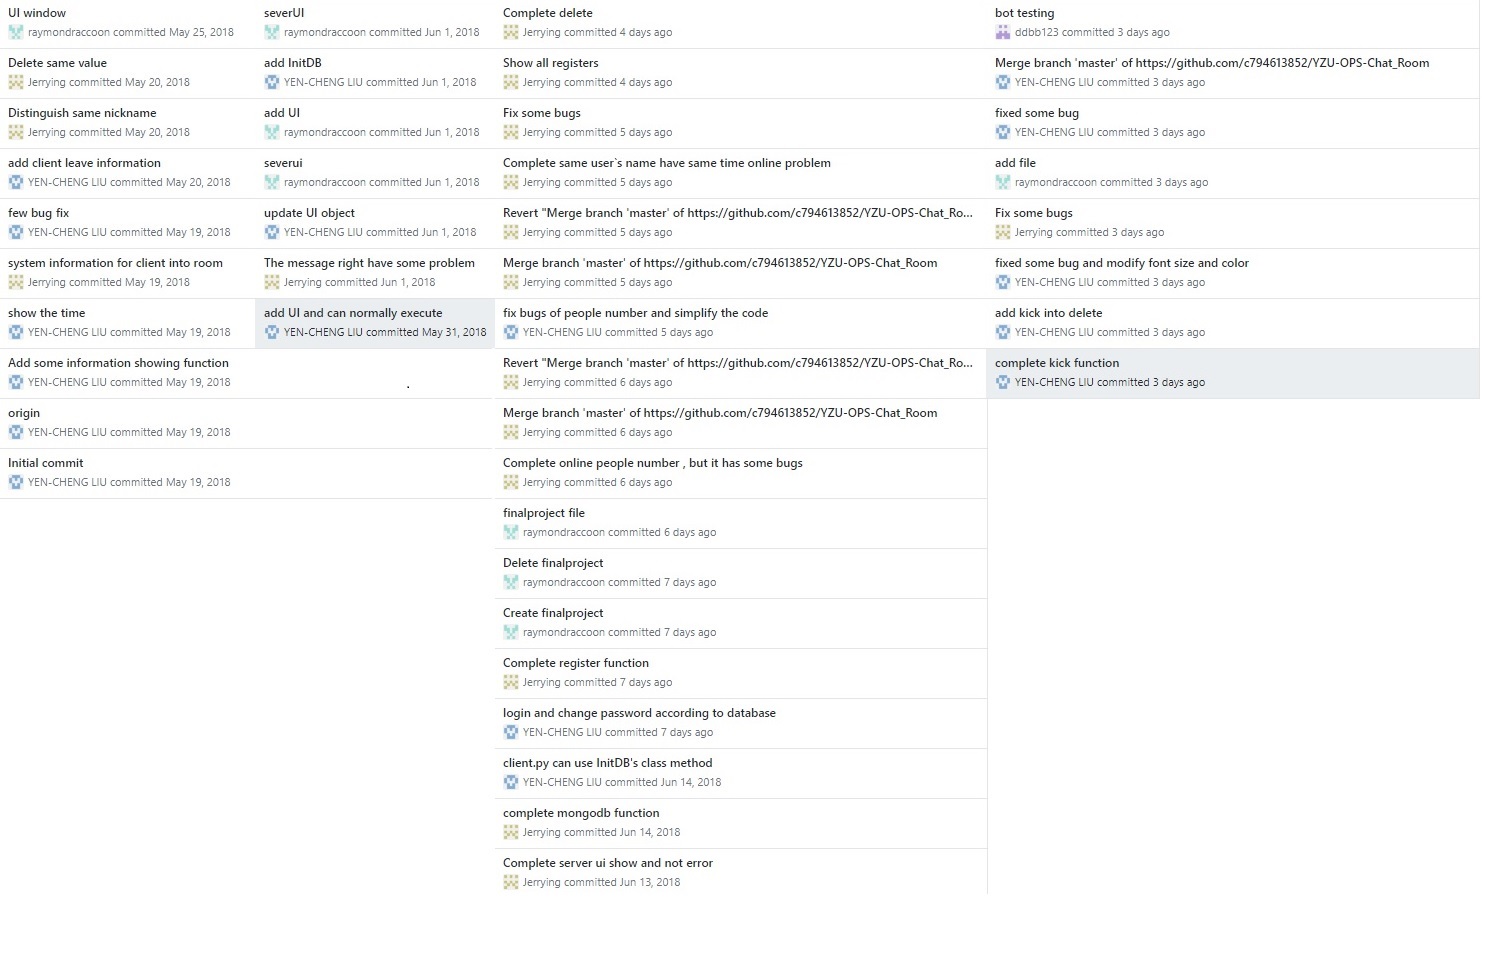 UI window
raymondraccoon committed May 25, 2018
Delete same value
Jerrying committed May 20, 2018
Distinguish same nickname
Jerrying committed May 20, 2018
add client leave information
YEN-CHENG LIU committed May 20, 2018
few bug fix
YEN-CHENG LIU committed May 19, 2018
system information for client into room
Jerrying committed May 19, 2018
show the time
YEN-CHENG LIU committed May 19, 2018
Add some information showing function
YEN-CHENG LIU committed May 19, 2018
origin
YEN-CHENG LIU committed May 19, 2018
Initial commit
YEN-CHENG LIU committed May 19, 2018
severUI
raymondraccoon committed Jun 1, 2018
add InitDB
YEN-CHENG LIU committed Jun 1, 2018
add UI
raymondraccoon committed Jun 1, 2018
severui
raymondraccoon committed Jun 1, 2018
update UI object
YEN-CHENG LIU committed Jun 1, 2018
The message right have some problem
Jerrying committed Jun 1, 2018
add UI and can normally execute
YEN-CHENG LIU committed May 31, 2018
Complete delete
Jerrying committed 4 days ago
Show all registers
Jerrying committed 4 days ago
Fix some bugs
Jerrying committed 5 days ago
Complete same user`s name have same time online problem
Jerrying committed 5 days ago
Revert "Merge branch 'master' of https://github.com/c794613852/YZU-OPS-Chat_Ro...
Jerrying committed 5 days ago
Merge branch 'master' of https://github.com/c794613852/YZU-OPS-Chat_Room
Jerrying committed 5 days ago
fix bugs of people number and simplify the code
YEN-CHENG LIU committed 5 days ago
Revert "Merge branch 'master' of https://github.com/c794613852/YZU-OPS-Chat_Ro...
Jerrying committed 6 days ago
Merge branch 'master' of https://github.com/c794613852/YZU-OPS-Chat_Room
Jerrying committed 6 days ago
Complete online people number , but it has some bugs
Jerrying committed 6 days ago
finalproject file
raymondraccoon committed 6 days ago
Delete finalproject
raymondraccoon committed 7 days ago
Create finalproject
raymondraccoon committed 7 days ago
Complete register function
Jerrying committed 7 days ago
login and change password according to database
YEN-CHENG LIU committed 7 days ago
client.py can use InitDB's class method
YEN-CHENG LIU committed Jun 14, 2018
complete mongodb function
Jerrying committed Jun 14, 2018
Complete server ui show and not error
Jerrying committed Jun 13, 2018
bot testing
ddbb123 committed 3 days ago
Merge branch 'master' of https://github.com/c794613852/YZU-OPS-Chat_Room
YEN-CHENG LIU committed 3 days ago
fixed some bug
YEN-CHENG LIU committed 3 days ago
add file
raymondraccoon committed 3 days ago
Fix some bugs
Jerrying committed 3 days ago
fixed some bug and modify font size and color
YEN-CHENG LIU committed 3 days ago
add kick into delete
YEN-CHENG LIU committed 3 days ago
complete kick function
YEN-CHENG LIU committed 3 days ago